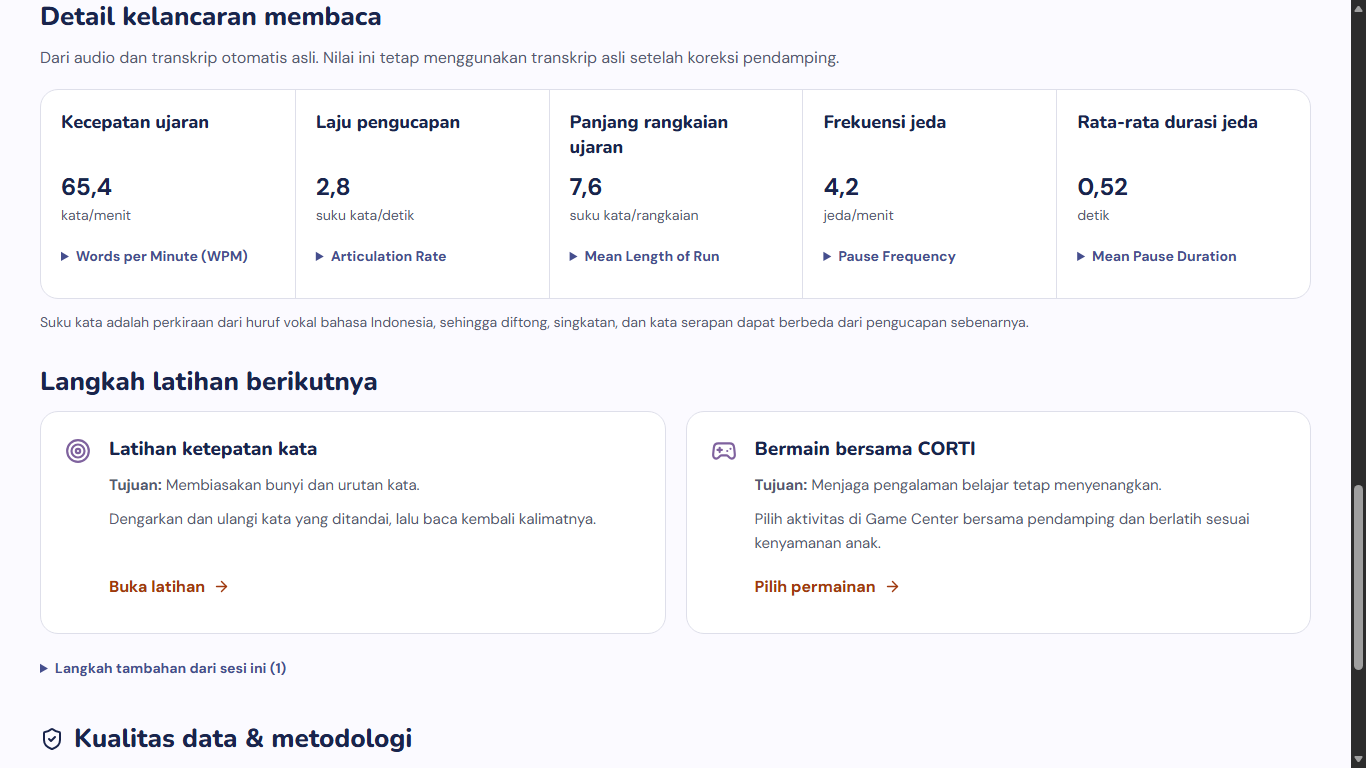 Detail kelancaran membaca
Dari audio dan transkrip otomatis asli. Nilai ini tetap menggunakan transkrip asli setelah koreksi pendamping.
Kecepatan ujaran
65,4
kata/menit
▶ Words per Minute (WPM)
Laju pengucapan
2,8
suku kata/detik
▶ Articulation Rate
Panjang rangkaian
ujaran
7,6
suku kata/rangkaian
▶ Mean Length of Run
Frekuensi jeda
4,2
jeda/menit
▶ Pause Frequency
Rata-rata durasi jeda
0,52
detik
▶ Mean Pause Duration
Suku kata adalah perkiraan dari huruf vokal bahasa Indonesia, sehingga diftong, singkatan, dan kata serapan dapat berbeda dari pengucapan sebenarnya.
Langkah latihan berikutnya
Latihan ketepatan kata
Tujuan: Membiasakan bunyi dan urutan kata.
Dengarkan dan ulangi kata yang ditandai, lalu baca kembali kalimatnya.
Buka latihan →
Bermain bersama CORTI
Tujuan: Menjaga pengalaman belajar tetap menyenangkan.
Pilih aktivitas di Game Center bersama pendamping dan berlatih sesuai
kenyamanan anak.
Pilih permainan →
▶ Langkah tambahan dari sesi ini (1)
Kualitas data & metodologi